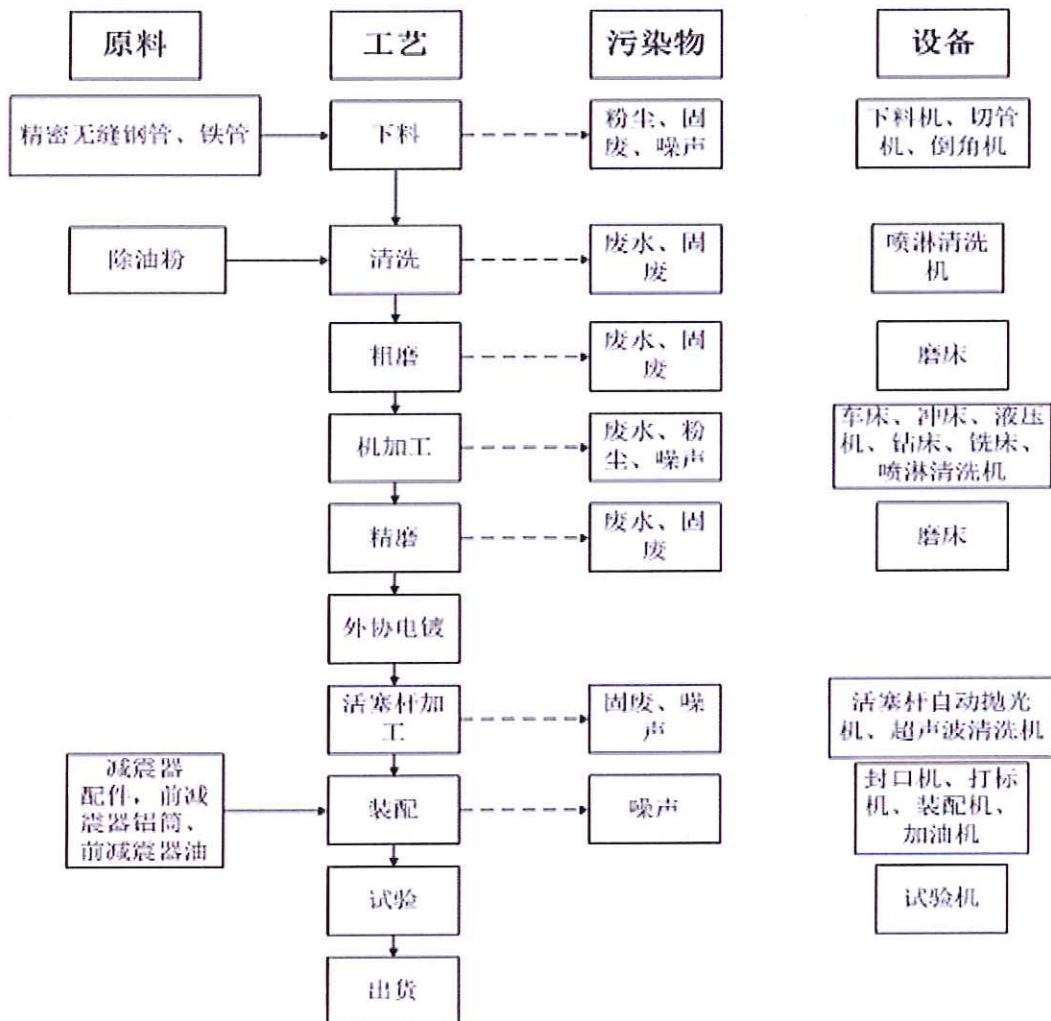 原料
工艺
污染物
设备
精密无缝钢管、铁管
下料
粉尘、固
废、噪声
下料机、切管
机、倒角机
除油粉
清洗
废水、固
废
喷淋清洗
机
粗磨
废水、固
废
磨床
机加工
废水、粉
尘、噪声
车床、冲床、液压
机、钻床、铣床、
喷淋清洗机
精磨
废水、固
废
磨床
外协电镀
活塞杆加
工
固废、噪
声
活塞杆自动抛光
机、超声波清洗机
减震器
配件，前减
震器铝筒、
前减震器油
装配
噪声
封口机、打标
机、装配机、
加油机
试验
试验机
出货